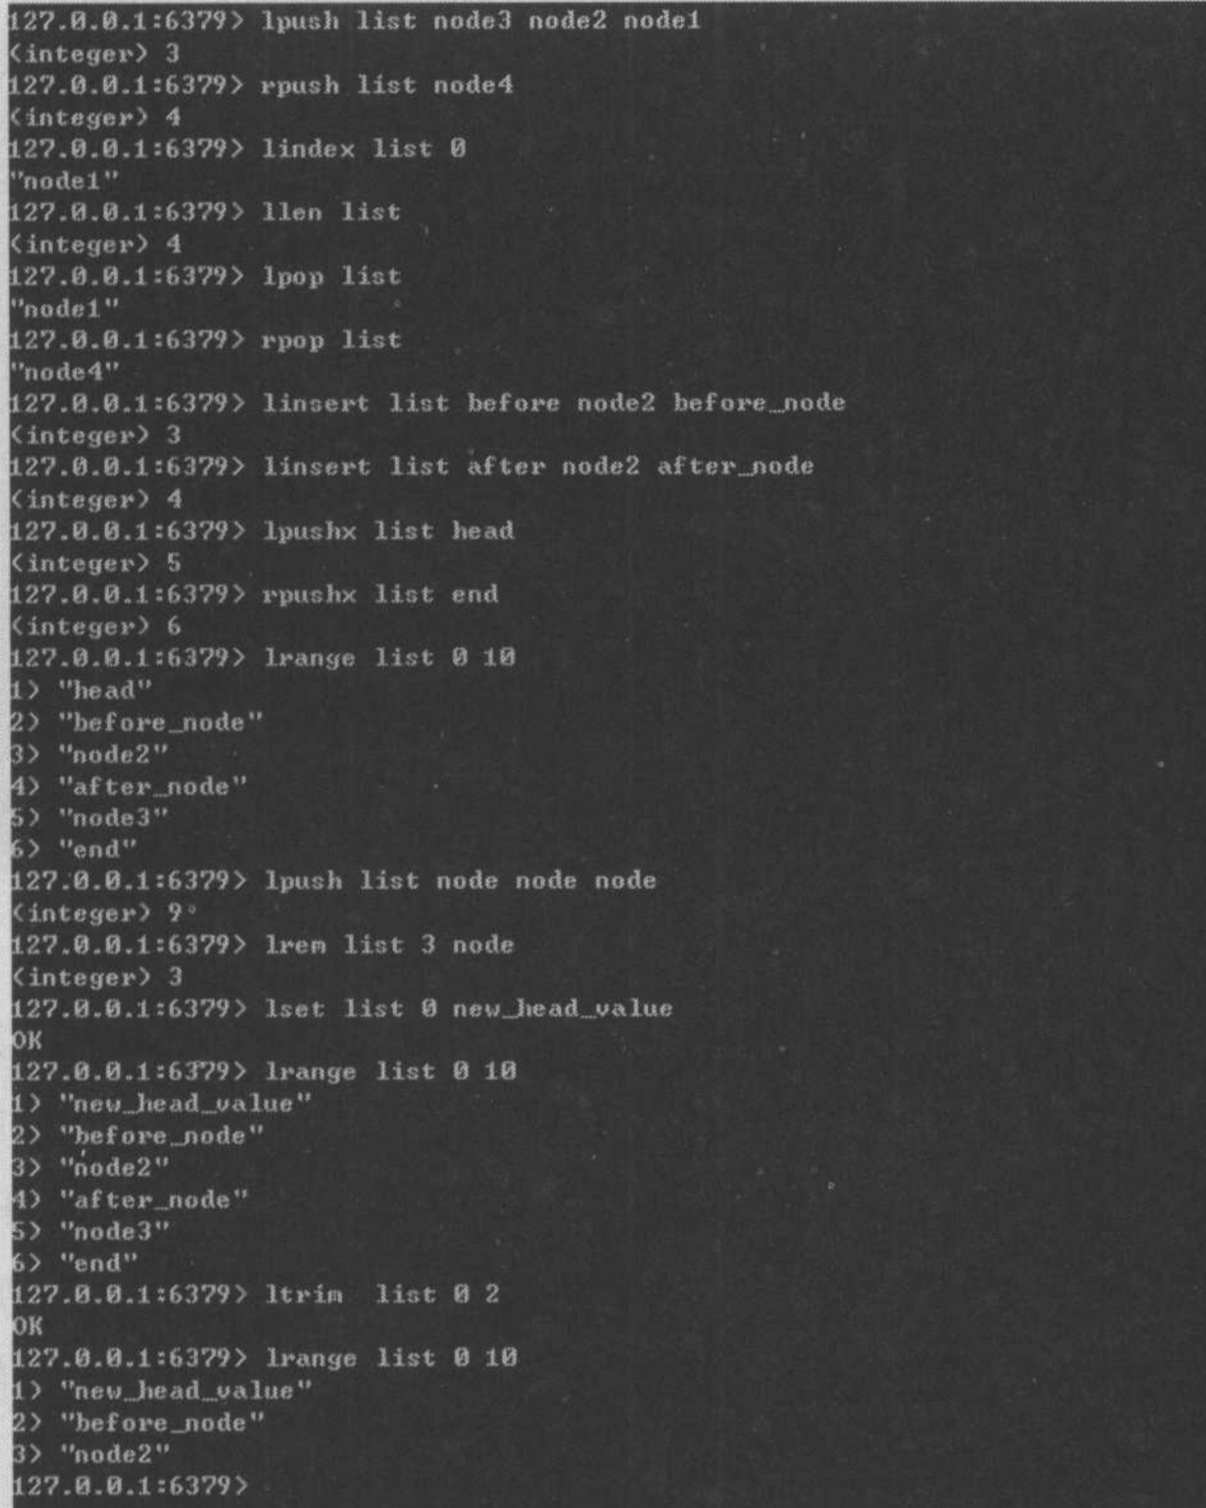 127.0.0.1:6379> lpush list node3 node2 node1
(integer) 3
127.0.0.1:6379> rpush list node4
(integer) 4
127.0.0.1:6379> lindex list 0
"node1"
127.0.0.1:6379> llen list
(integer) 4
127.0.0.1:6379> lpop list
"node1"
127.0.0.1:6379> rpop list
"node4"
127.0.0.1:6379> linsert list before node2 before_node
(integer) 3
127.0.0.1:6379> linsert list after node2 after_node
(integer) 4
127.0.0.1:6379> lpushx list head
(integer) 5
127.0.0.1:6379> rpushx list end
(integer) 6
127.0.0.1:6379> lrange list 0 10
1) "head"
2) "before_node"
3) "node2"
4) "after_node"
5) "node3"
6) "end"
127.0.0.1:6379> lpush list node node node
(integer) 9
127.0.0.1:6379> lrem list 3 node
(integer) 3
127.0.0.1:6379> lset list 0 new_head_value
OK
127.0.0.1:6379> lrange list 0 10
1) "new_head_value"
2) "before_node"
3) "node2"
4) "after_node"
5) "node3"
6) "end"
127.0.0.1:6379> ltrim  list 0 2
OK
127.0.0.1:6379> lrange list 0 10
1) "new_head_value"
2) "before_node"
3) "node2"
127.0.0.1:6379>